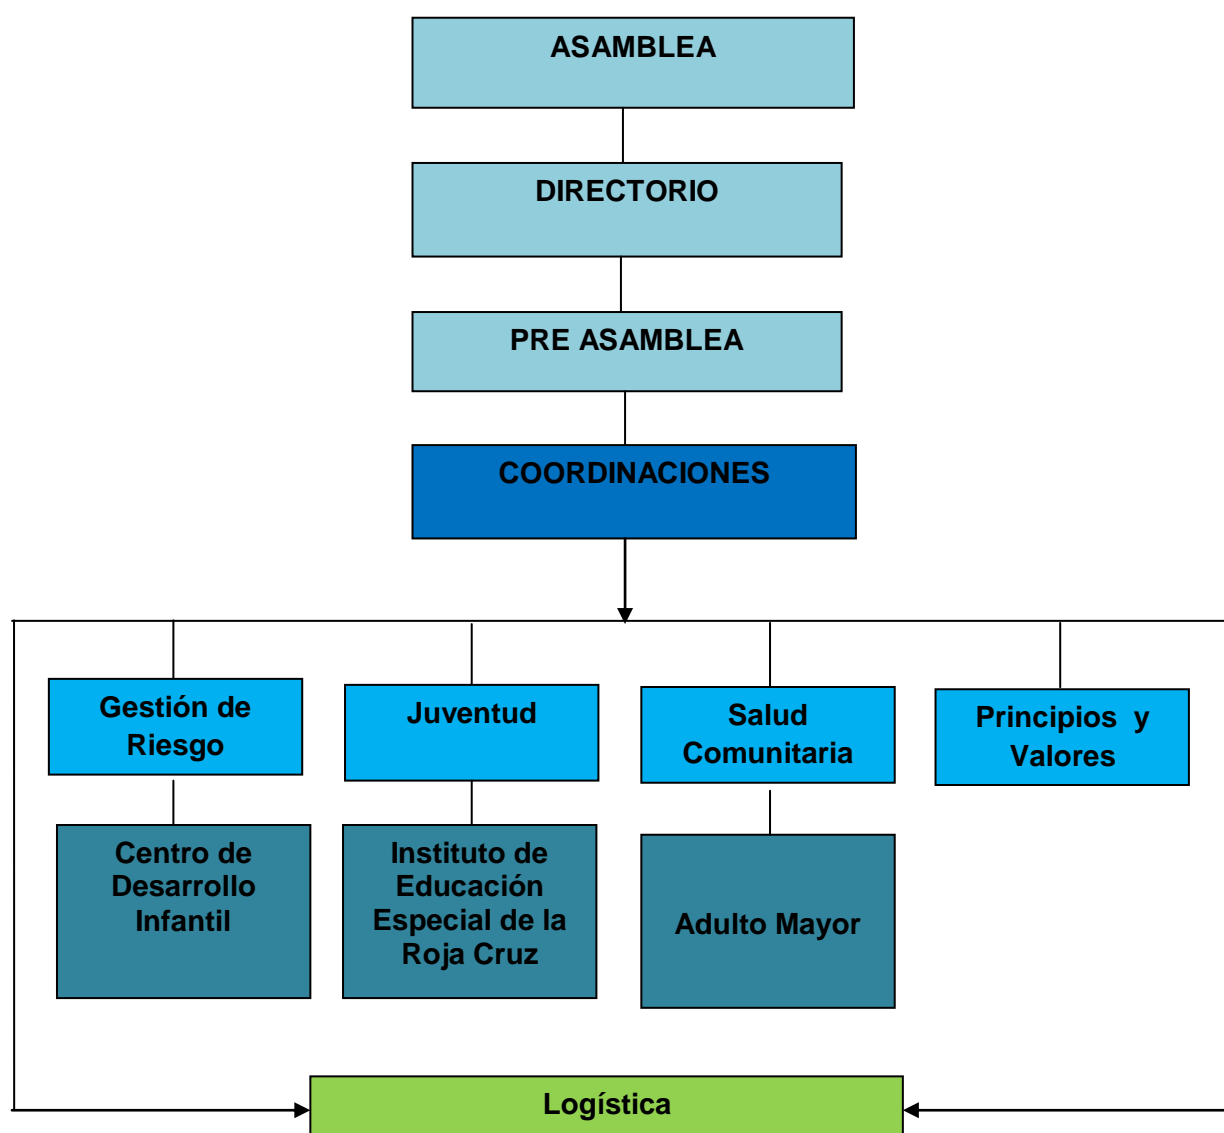 ASAMBLEA
DIRECTORIO
PRE ASAMBLEA
COORDINACIONES
Gestión de
Riesgo
Juventud
Salud
Comunitaria
Principios y
Valores
Centro de
Desarrollo
Infantil
Instituto de
Educación
Especial de la
Roja Cruz
Adulto Mayor
Logística